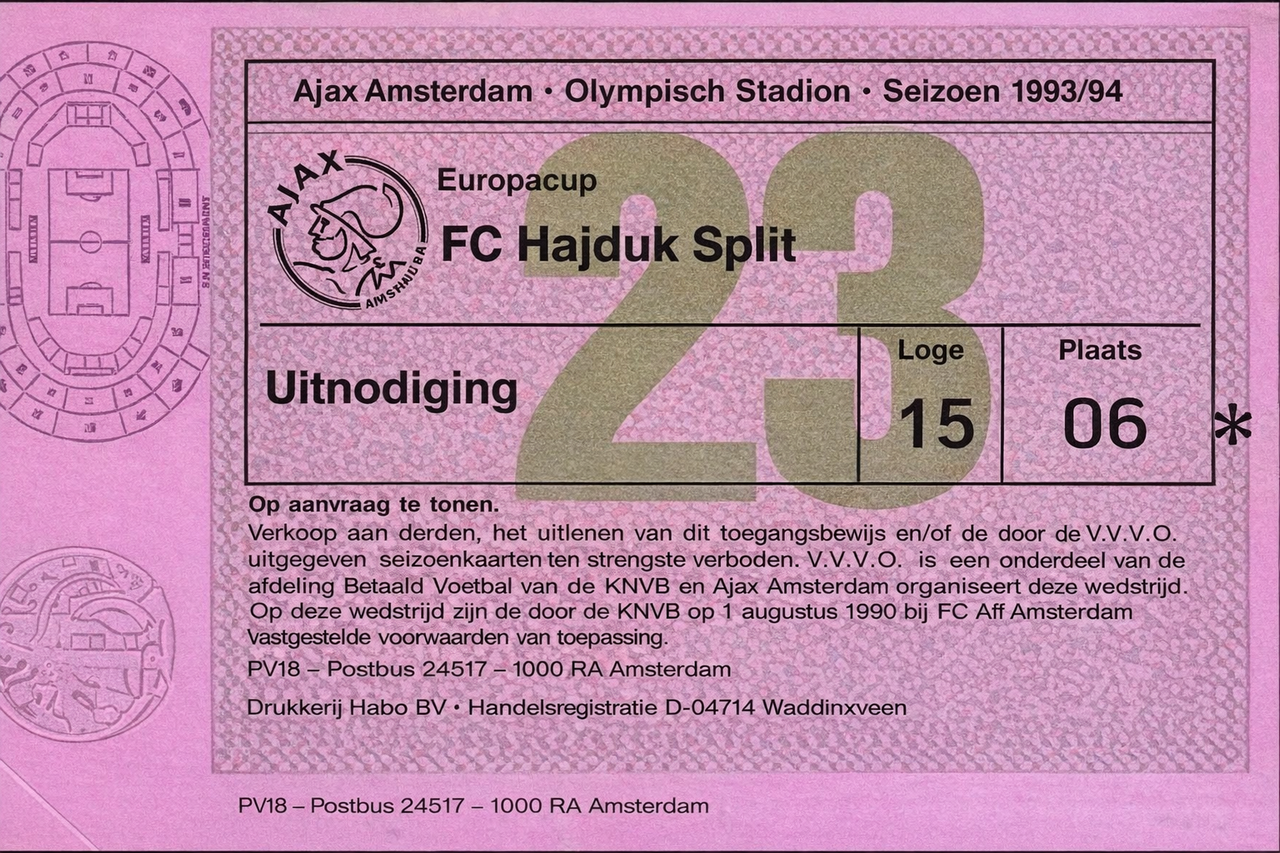 Ajax Amsterdam • Olympisch Stadion • Seizoen 1993/94
AJAX
Europacup
FC Hajduk Split
23
Uitnodiging
Loge
Plaats
15
06 *
Op aanvraag te tonen.
Verkoop aan derden, het uitlenen van dit toegangsbewijs en/of de door de V.V.V.O.
uitgegeven seizoenkaarten ten strengste verboden. V.V.V.O. is een onderdeel van de
afdeling Betaald Voetbal van de KNVB en Ajax Amsterdam organiseert deze wedstrijd.
Op deze wedstrijd zijn de door de KNVB op 1 augustus 1990 bij FC Aff Amsterdam
Vastgestelde voorwaarden van toepassing.
PV18 – Postbus 24517 – 1000 RA Amsterdam
Drukkerij Habo BV • Handelsregistratie D-04714 Waddinxveen
PV18 – Postbus 24517 – 1000 RA Amsterdam